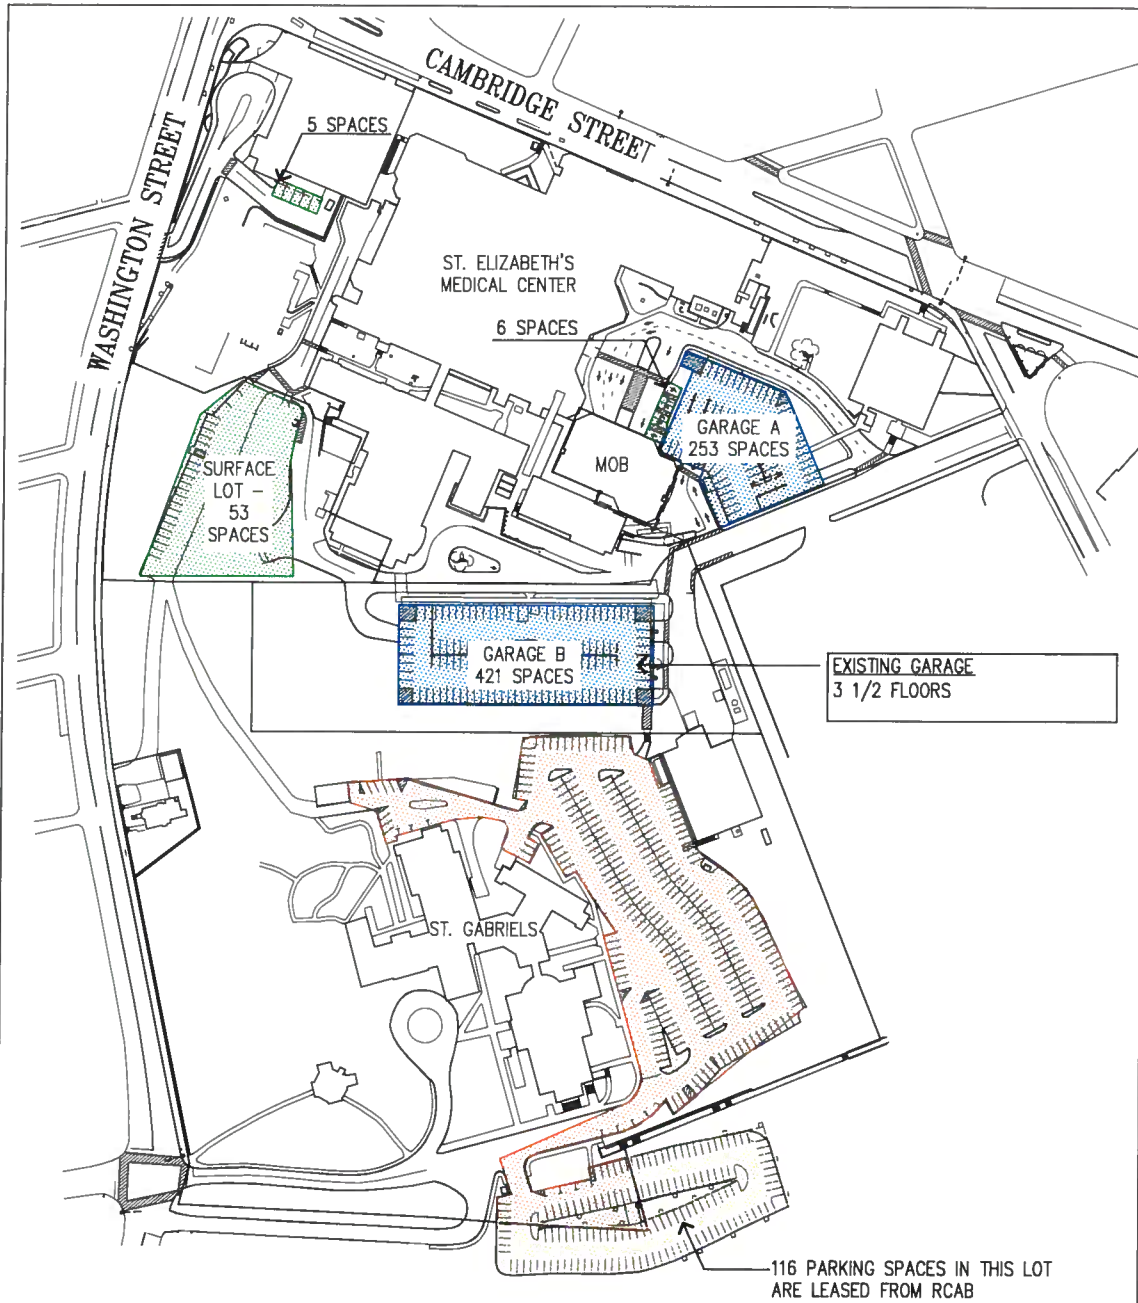 CAMBRIDGE STREET
WASHINGTON STREET
5 SPACES
ST. ELIZABETH'S
MEDICAL CENTER
6 SPACES
GARAGE A
253 SPACES
MOB
SURFACE
LOT –
53
SPACES
GARAGE B
421 SPACES
EXISTING GARAGE
3 1/2 FLOORS
ST. GABRIELS
116 PARKING SPACES IN THIS LOT
ARE LEASED FROM RCAB